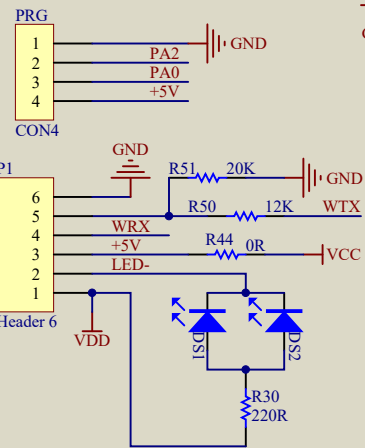 PRG
1 GND
2 PA2
3 PA0
4 +5V
CON4
P1
GND
R51 20K
GND
6
5 R50 12K WTX
4 WRX
3 +5V R44 0R VCC
2 LED-
1
Header 6
VDD
DS1
DS2
R30
220R